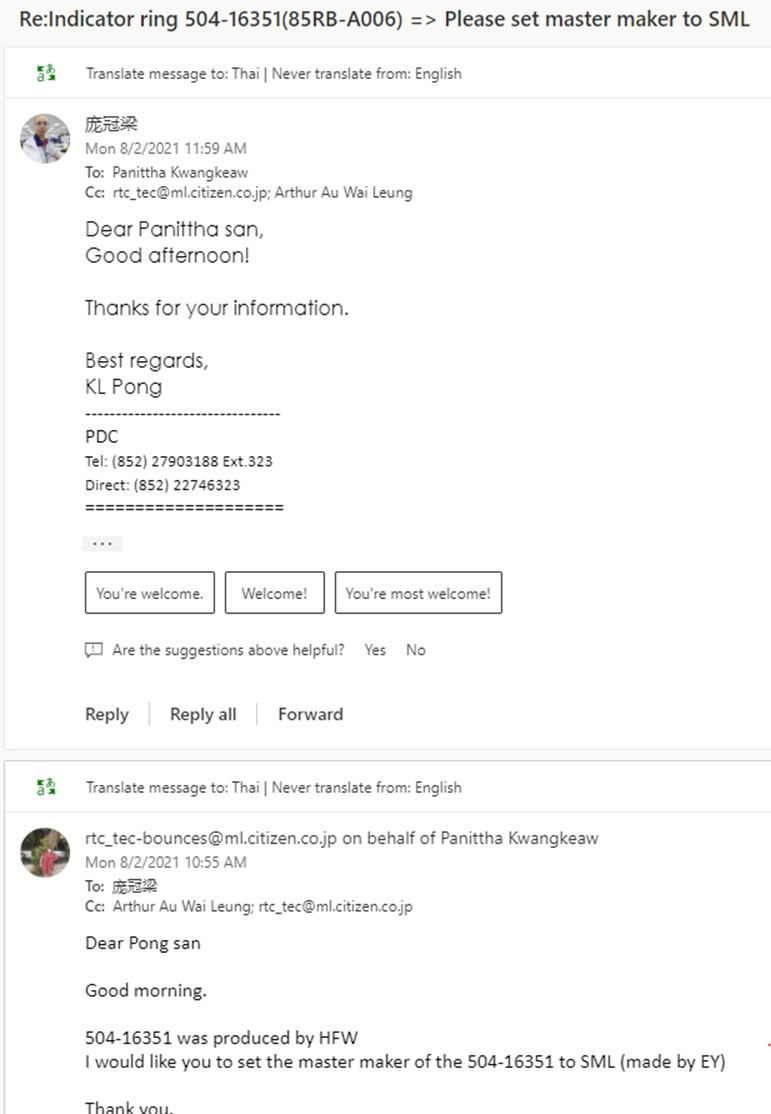 Re:Indicator ring 504-16351(85RB-A006) => Please set master maker to SML
Translate message to: Thai | Never translate from: English
庞冠梁
Mon 8/2/2021 11:59 AM
To: Panittha Kwangkeaw
Cc: rtc_tec@ml.citizen.co.jp; Arthur Au Wai Leung
Dear Panittha san,
Good afternoon!
Thanks for your information.
Best regards,
KL Pong
--------------------------------
PDC
Tel: (852) 27903188 Ext.323
Direct: (852) 22746323
=====================
...
You're welcome. Welcome! You're most welcome!
Are the suggestions above helpful? Yes No
Reply Reply all Forward
Translate message to: Thai | Never translate from: English
rtc_tec-bounces@ml.citizen.co.jp on behalf of Panittha Kwangkeaw
Mon 8/2/2021 10:55 AM
To: 庞冠梁
Cc: Arthur Au Wai Leung; rtc_tec@ml.citizen.co.jp
Dear Pong san
Good morning.
504-16351 was produced by HFW
I would like you to set the master maker of the 504-16351 to SML (made by EY)
Thank you.